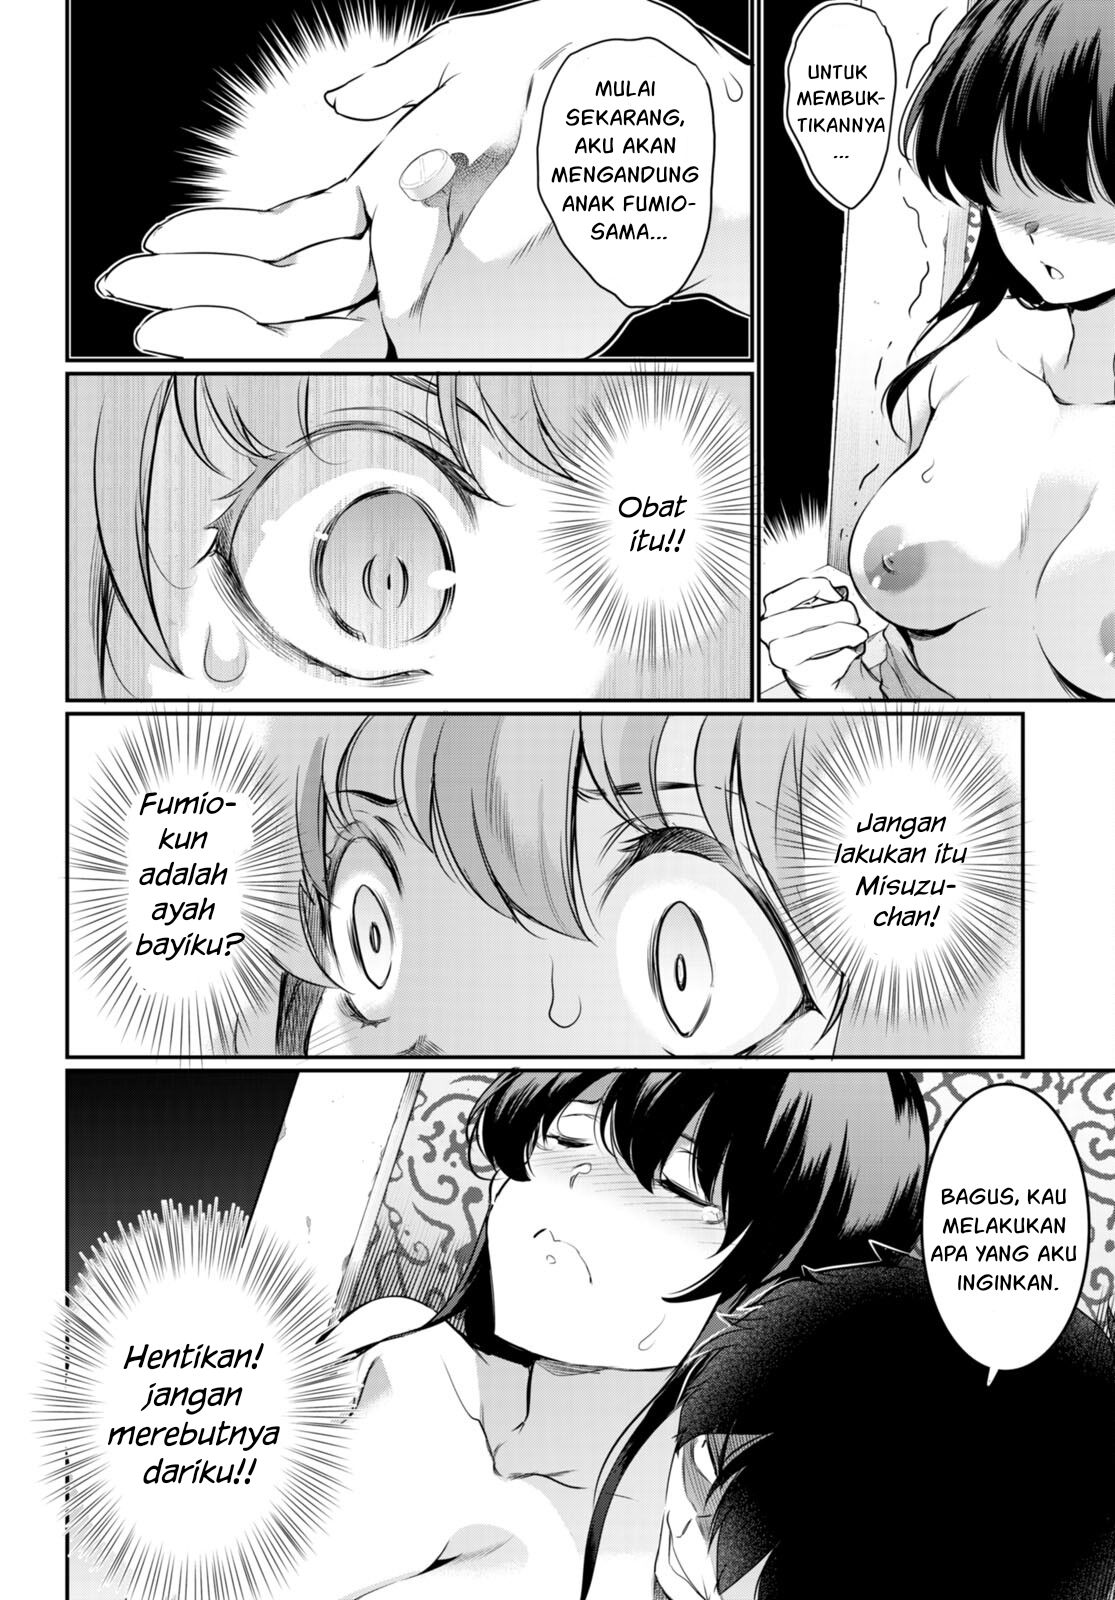 UNTUK
MEMBUK-
TIKANNYA
...
MULAI
SEKARANG,
AKU AKAN
MENGANDUNG
ANAK FUMIO-
SAMA...
Obat
itu!!
Jangan
lakukan itu
Misuzu-
chan!
Fumio-
kun
adalah
ayah
bayiku?
BAGUS, KAU
MELAKUKAN
APA YANG AKU
INGINKAN.
Hentikan!
jangan
merebutnya
dariku!!